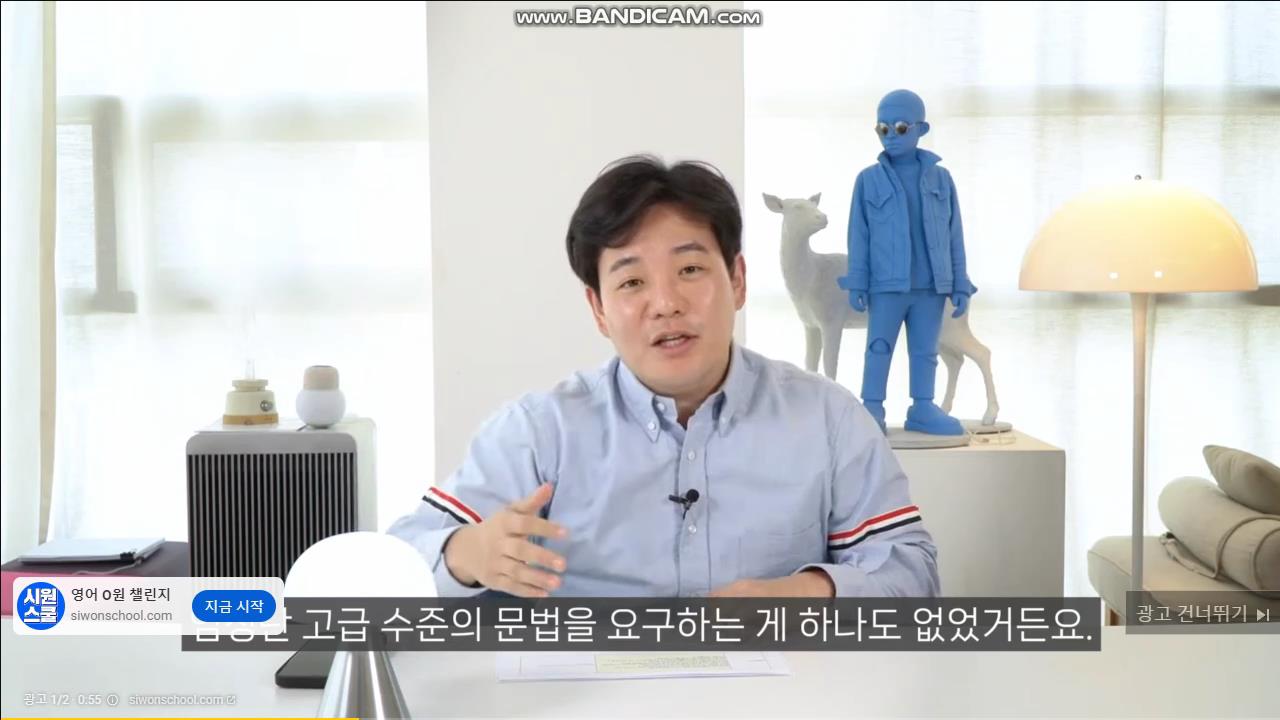 www.BANDICAM.com
시원
스쿨
영어 0원 챌린지
siwonschool.com
지금 시작
고급 수준의 문법을 요구하는 게 하나도 없었거든요.
광고 건너뛰기
광고 1/2 · 0:55
siwonschool.com